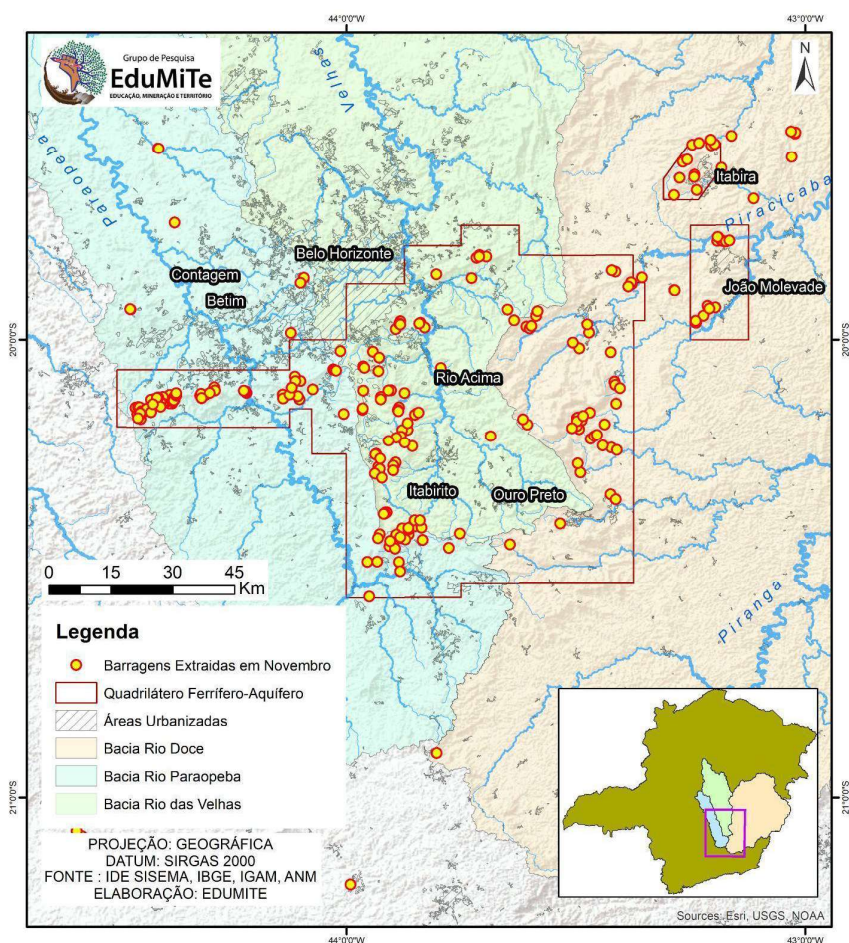 44°0'0"W
43°0'0"W
Grupo de Pesquisa
EduMiTe
EDUCAÇÃO, MINERAÇÃO E TERRITÓRIO
N
Velhas
Paraopeba
Itabira
Piracicaba
Belo Horizonte
Contagem
Betim
João Molevade
20°0'0"S
20°0'0"S
Rio Acima
Itabirito
Ouro Preto
0 15 30 45
Km
Piranga
Legenda
Barragens Extraidas em Novembro
Quadrilátero Ferrífero-Aquífero
Áreas Urbanizadas
Bacia Rio Doce
Bacia Rio Paraopeba
Bacia Rio das Velhas
21°0'0"S
21°0'0"S
PROJEÇÃO: GEOGRÁFICA
DATUM: SIRGAS 2000
FONTE : IDE SISEMA, IBGE, IGAM, ANM
ELABORAÇÃO: EDUMITE
Sources: Esri, USGS, NOAA
44°0'0"W
43°0'0"W